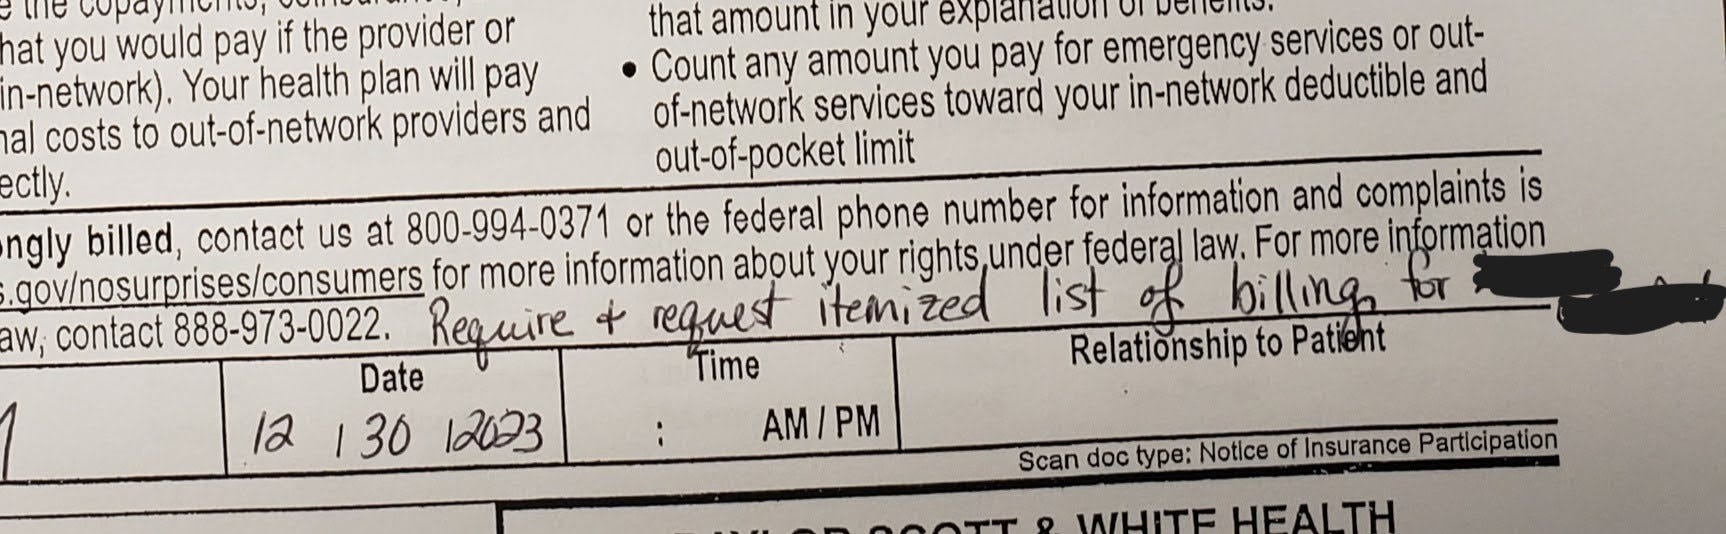 hat you would pay if the provider or
in-network). Your health plan will pay
nal costs to out-of-network providers and
ectly.
that amount in your explanation of benefits.
• Count any amount you pay for emergency services or out-
of-network services toward your in-network deductible and
out-of-pocket limit
ongly billed, contact us at 800-994-0371 or the federal phone number for information and complaints is
s.gov/nosurprises/consumers for more information about your rights under federal law. For more information
aw, contact 888-973-0022. Require + request itemized list of billing for
Date
12 / 30 / 2023
Time
: AM / PM
Relationship to Patient
Scan doc type: Notice of Insurance Participation
SCOTT & WHITE HEALTH